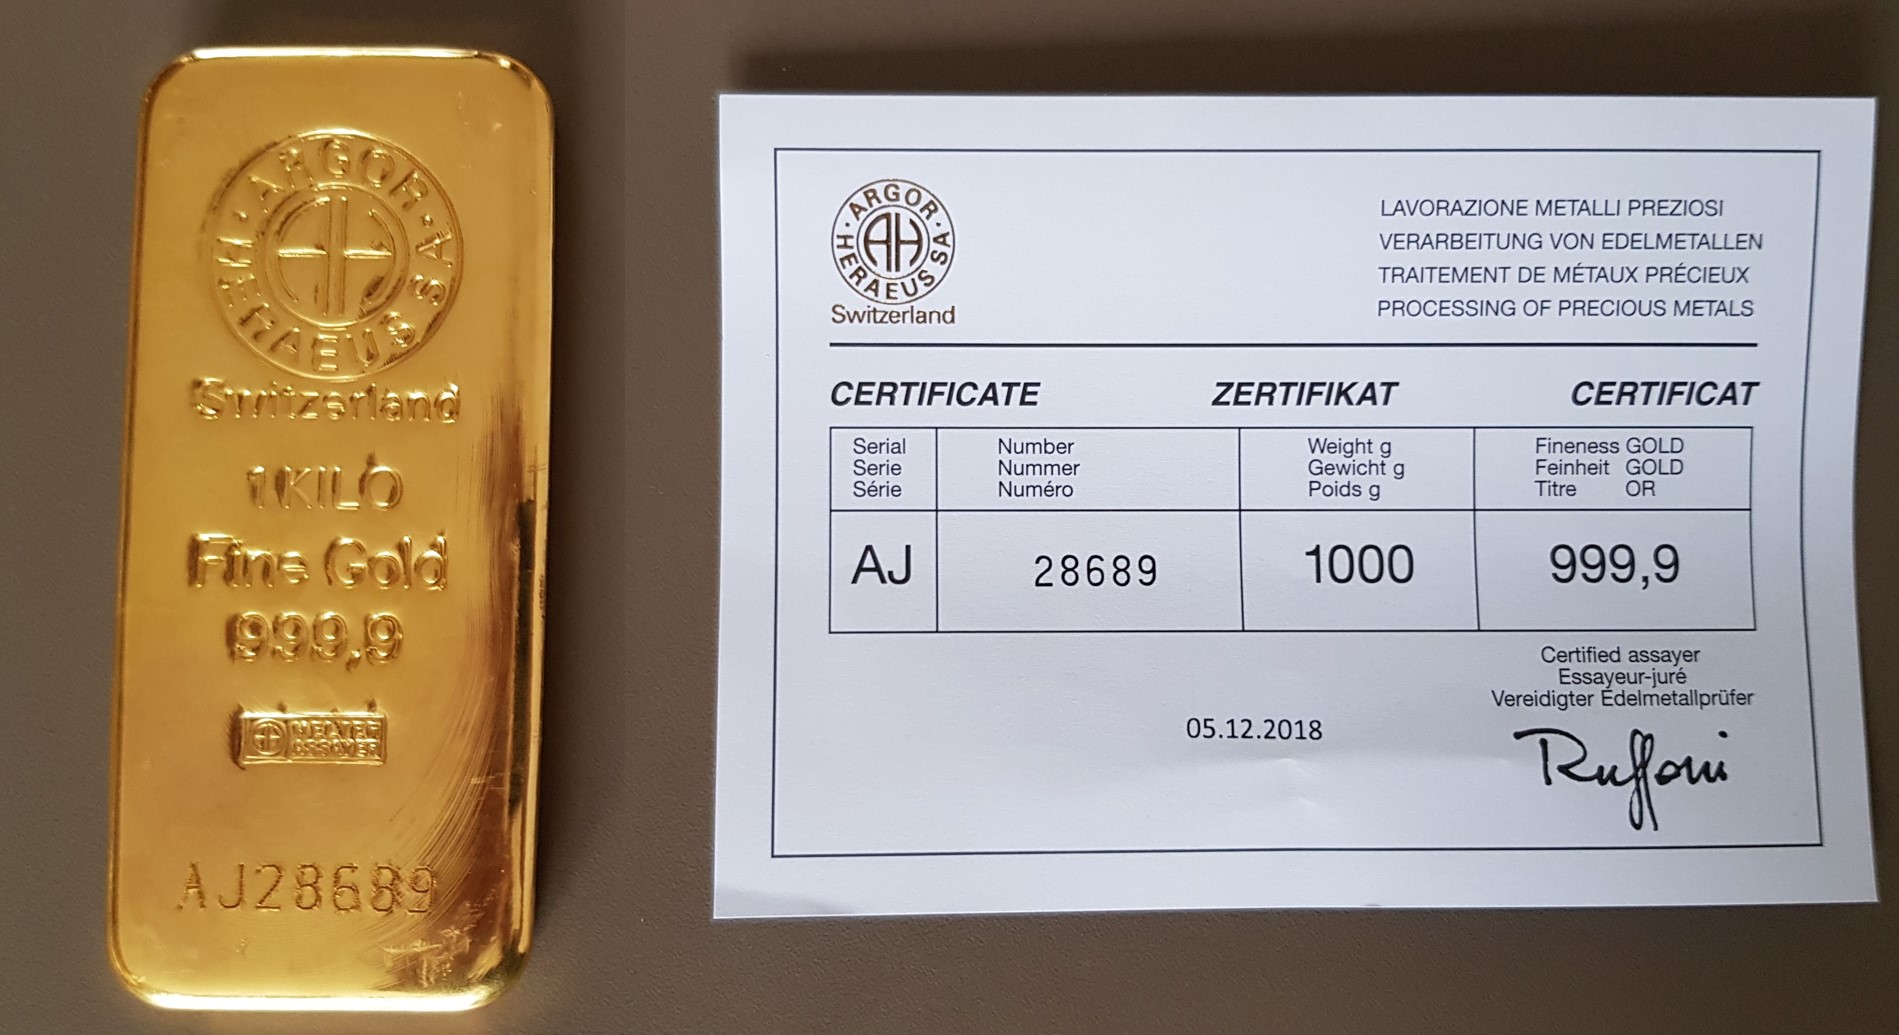 ARGOR
HERAEUS SA
Switzerland
1 KILO
Fine Gold
999,9
MELTER
ASSAYER
AJ28689
ARGOR
HERAEUS SA
AH
Switzerland
LAVORAZIONE METALLI PREZIOSI
VERARBEITUNG VON EDELMETALLEN
TRAITEMENT DE MÉTAUX PRÉCIEUX
PROCESSING OF PRECIOUS METALS
CERTIFICATE ZERTIFIKAT CERTIFICAT
Serial Number Weight g Fineness GOLD
Serie Nummer Gewicht g Feinheit GOLD
Série Numéro Poids g Titre OR
AJ 28689 1000 999,9
Certified assayer
Essayeur-juré
Vereidigter Edelmetallprüfer
05.12.2018
Ruffoni